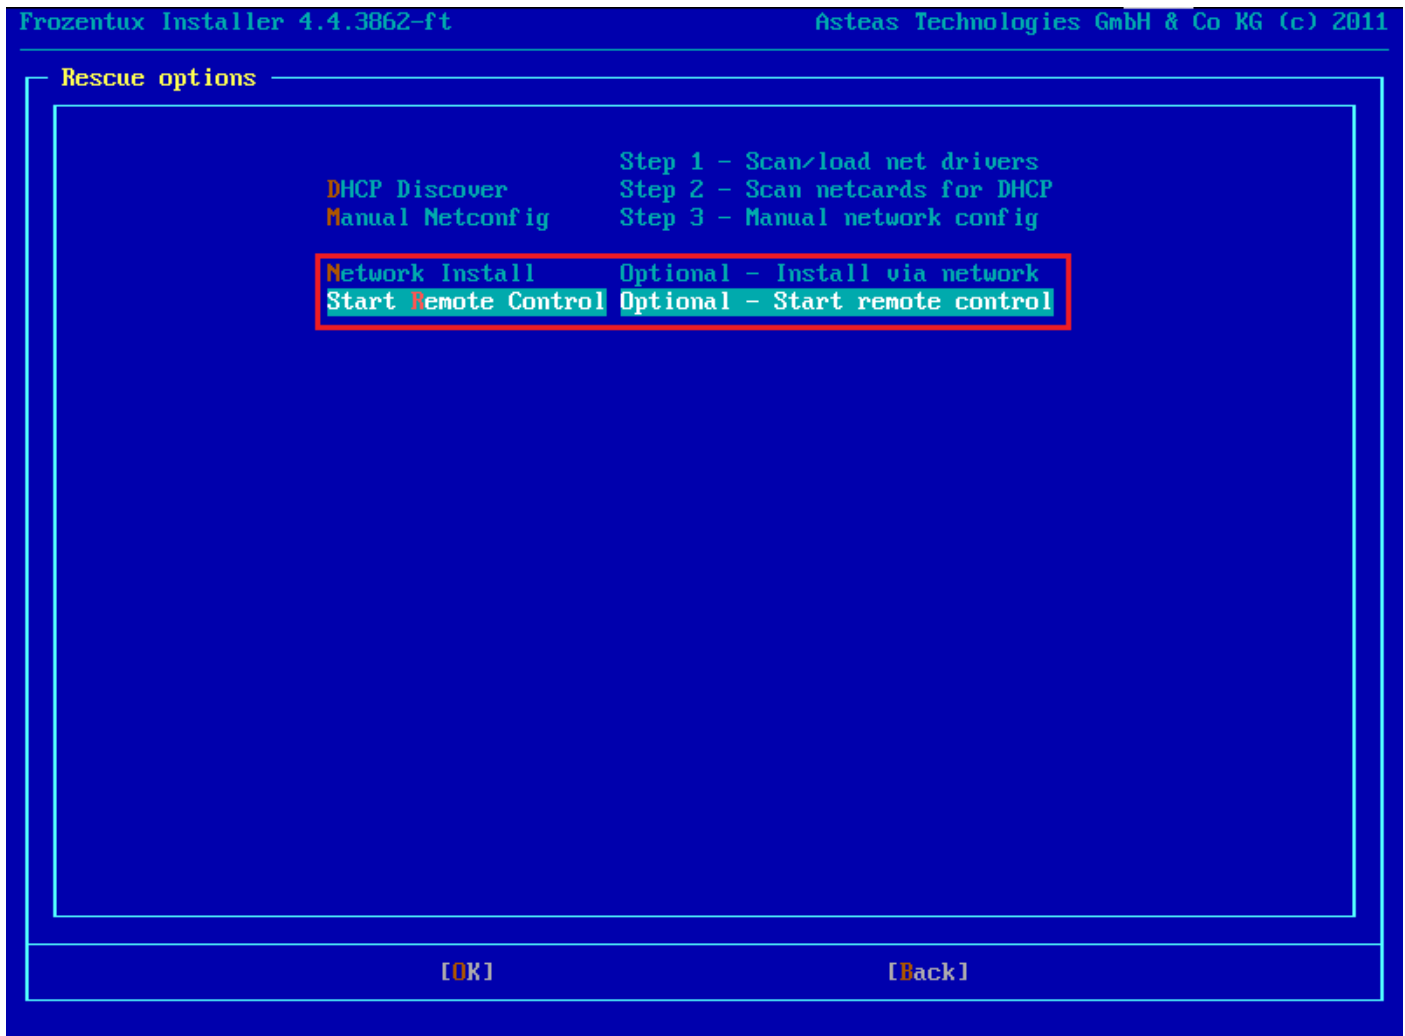 Frozentux Installer 4.4.3862-ft Asteas Technologies GmbH & Co KG (c) 2011
Rescue options
Step 1 - Scan/load net drivers
DHCP Discover Step 2 - Scan netcards for DHCP
Manual Netconfig Step 3 - Manual network config
Network Install Optional - Install via network
Start Remote Control Optional - Start remote control
[OK] [Back]